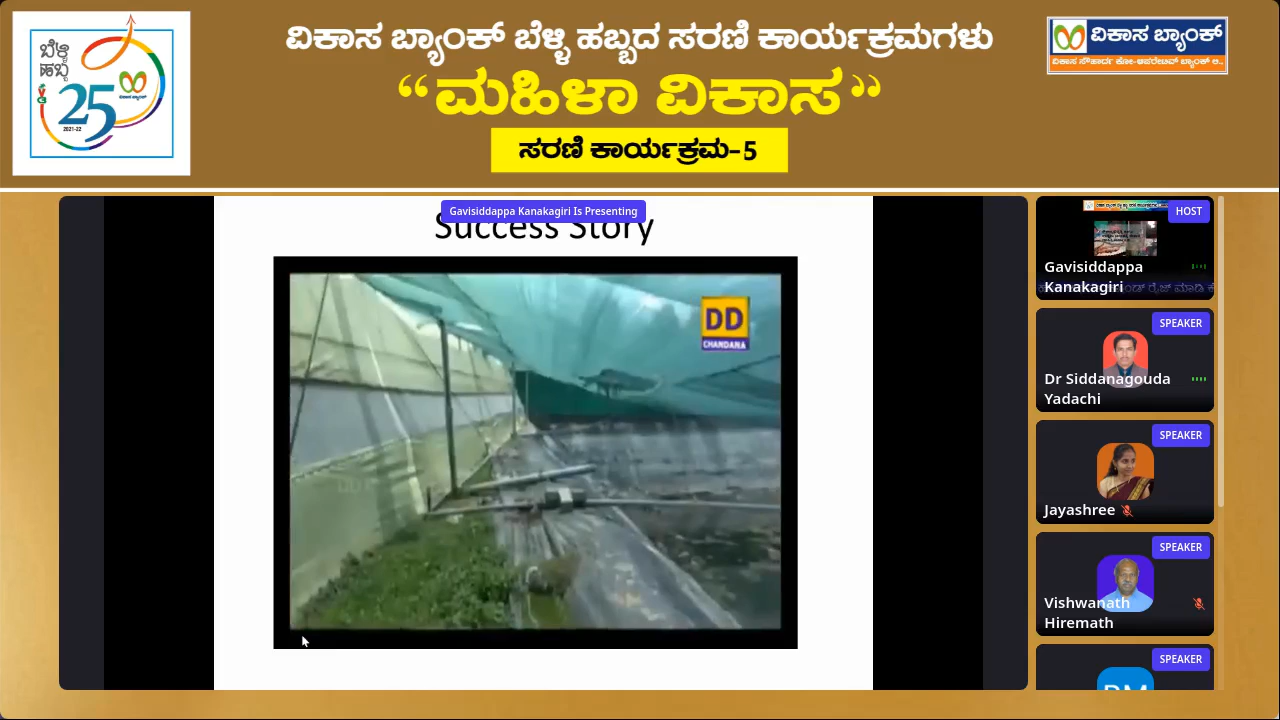 ಬೆಳ್ಳಿ
ಹಬ್ಬ
25
2021-22
ವಿಕಾಸ ಬ್ಯಾಂಕ್ ಬೆಳ್ಳಿ ಹಬ್ಬದ ಸರಣಿ ಕಾರ್ಯಕ್ರಮಗಳು
“ಮಹಿಳಾ ವಿಕಾಸ”
ಸರಣಿ ಕಾರ್ಯಕ್ರಮ-5
ವಿಕಾಸ ಬ್ಯಾಂಕ್
ವಿಕಾಸ ಸೌಹಾರ್ದ ಕೋ-ಆಪರೇಟಿವ್ ಬ್ಯಾಂಕ್ ಲಿ.,
Gavisiddappa Kanakagiri Is Presenting
Success Story
DD
CHANDANA
HOST
Gavisiddappa
Kanakagiri
SPEAKER
Dr Siddanagouda
Yadachi
SPEAKER
Jayashree
SPEAKER
Vishwanath
Hiremath
SPEAKER